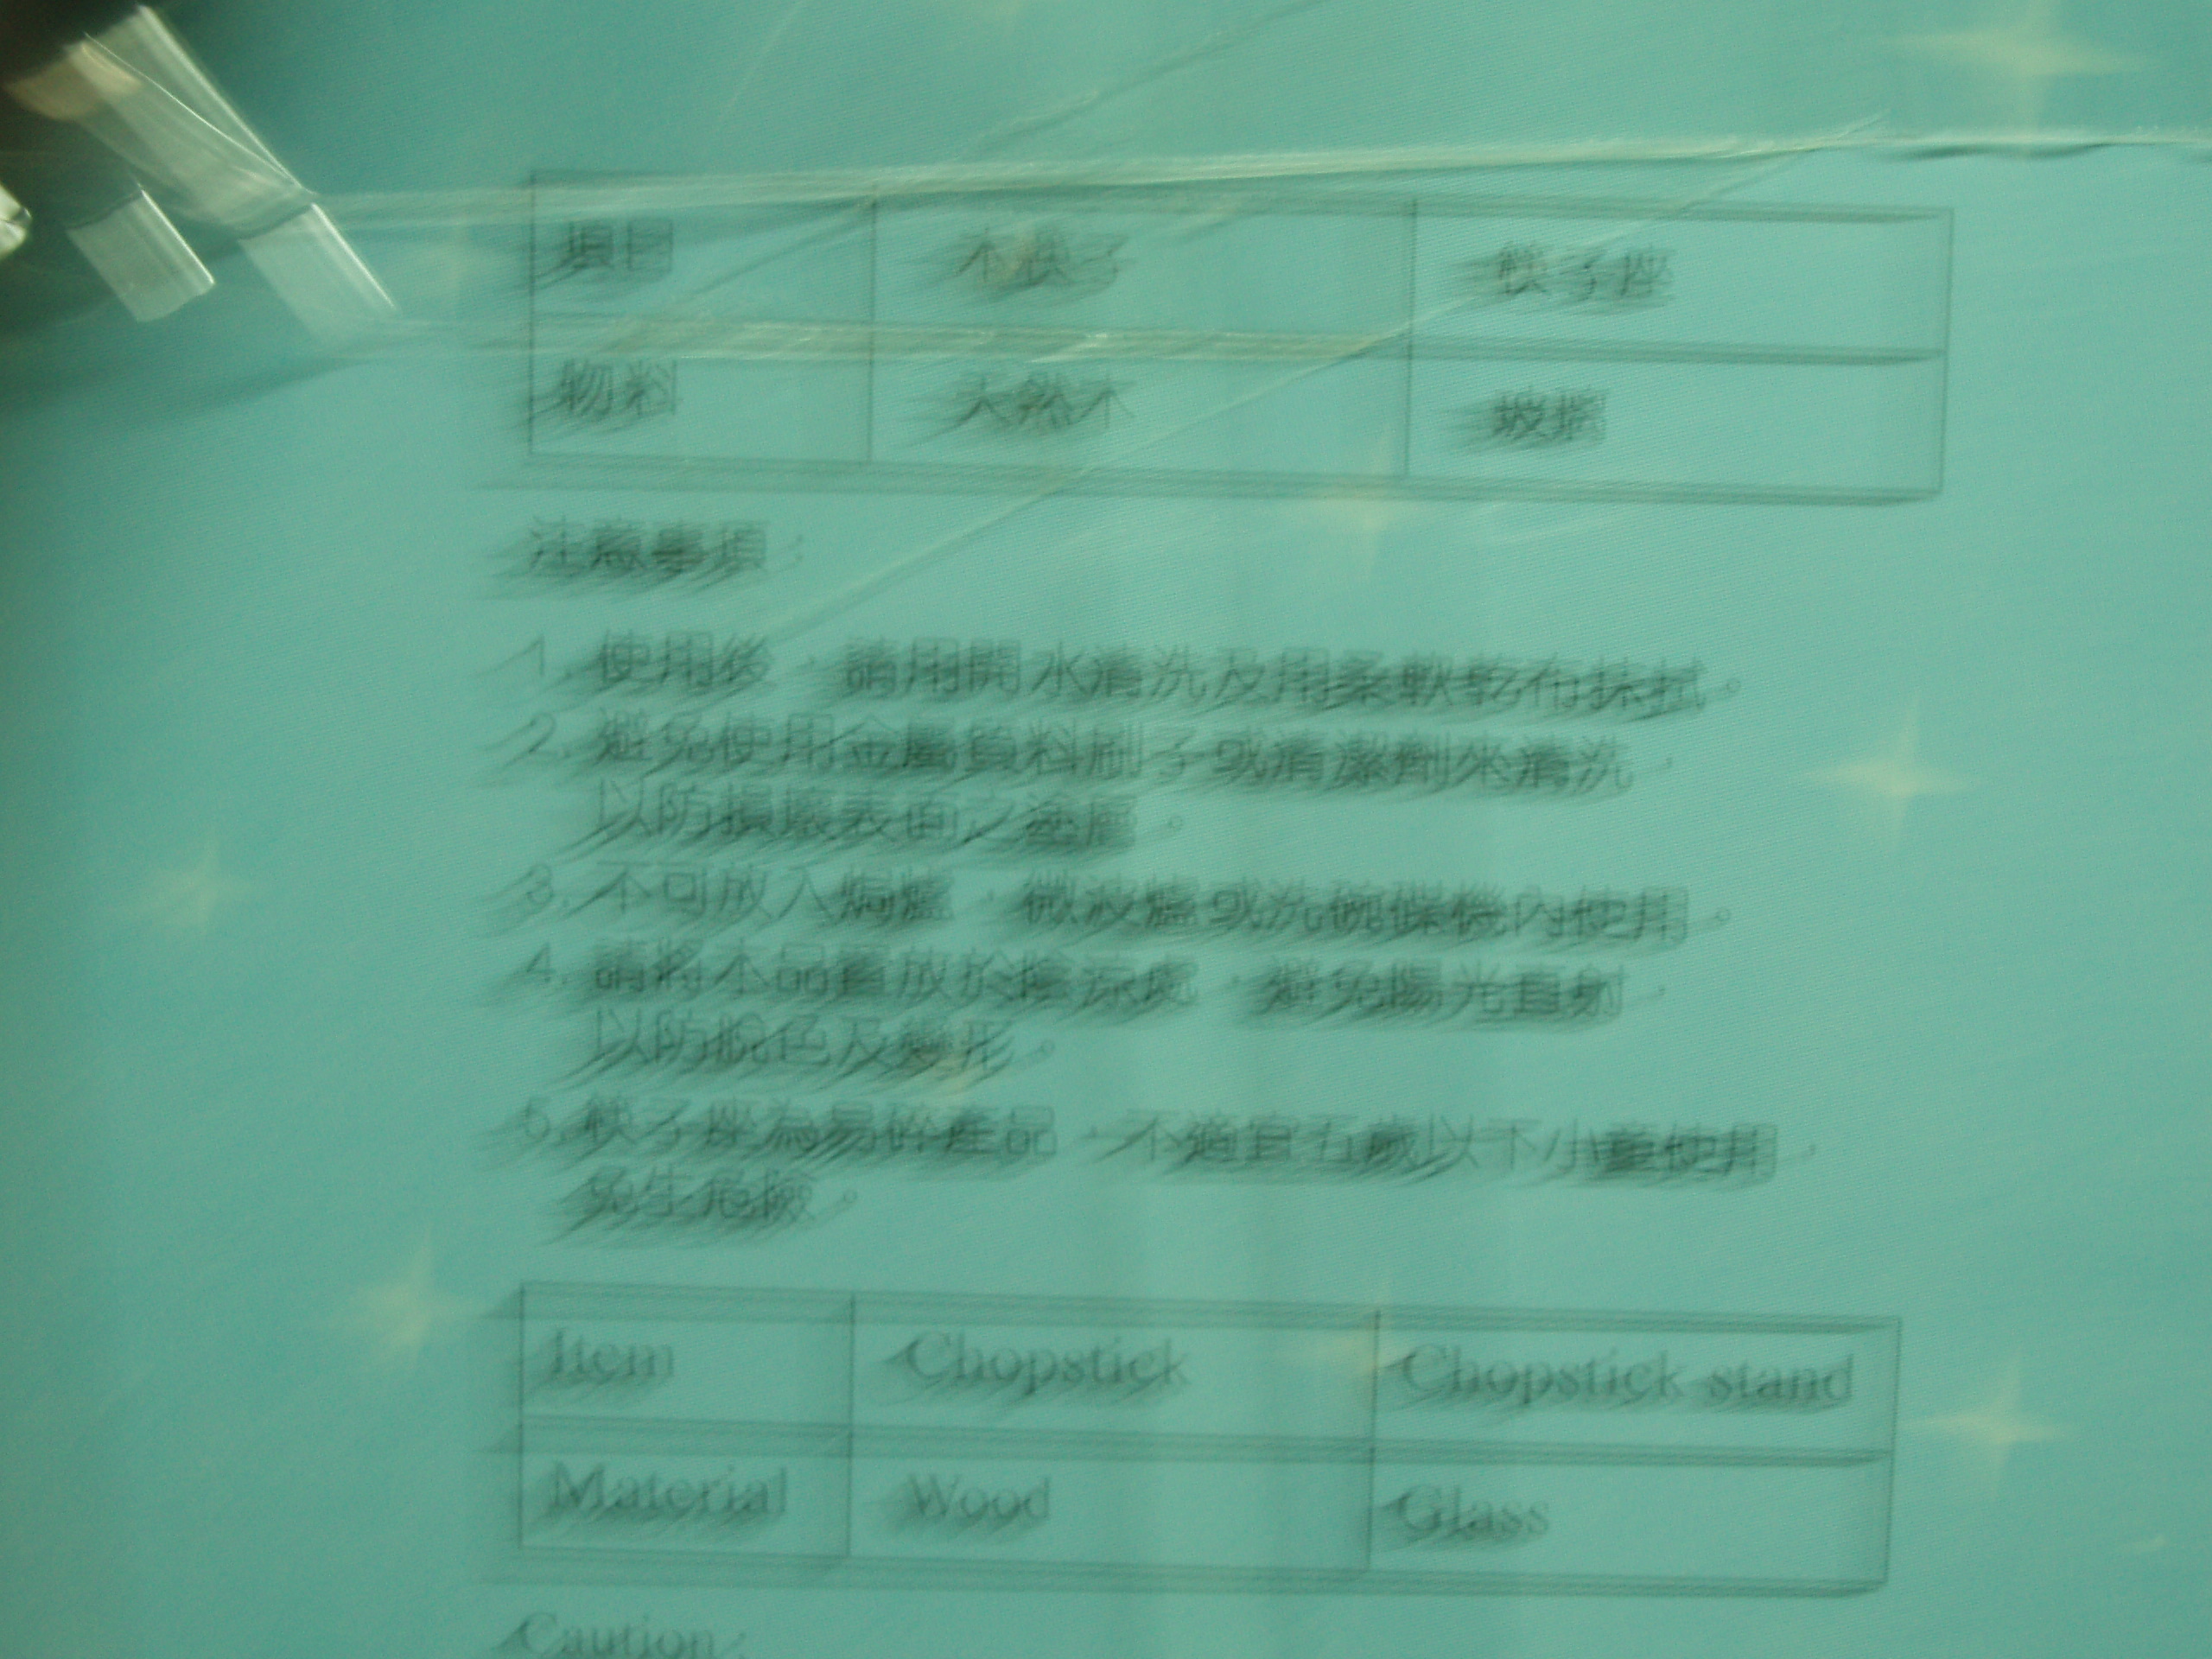 項目 木筷子 筷子座
物料 天然木 玻璃
注意事項：
1. 使用後，請用開水清洗及用柔軟乾布抹拭。
2. 避免使用金屬質料刷子或清潔劑來清洗，
以防損壞表面之塗層。
3. 不可放入焗爐，微波爐或洗碗碟機內使用。
4. 請將本品置放於陰涼處，避免陽光直射，
以防脫色及變形。
5. 筷子座為易碎產品，不適宜五歲以下小童使用，
免生危險。
Item Chopstick Chopstick stand
Material Wood Glass
Caution: